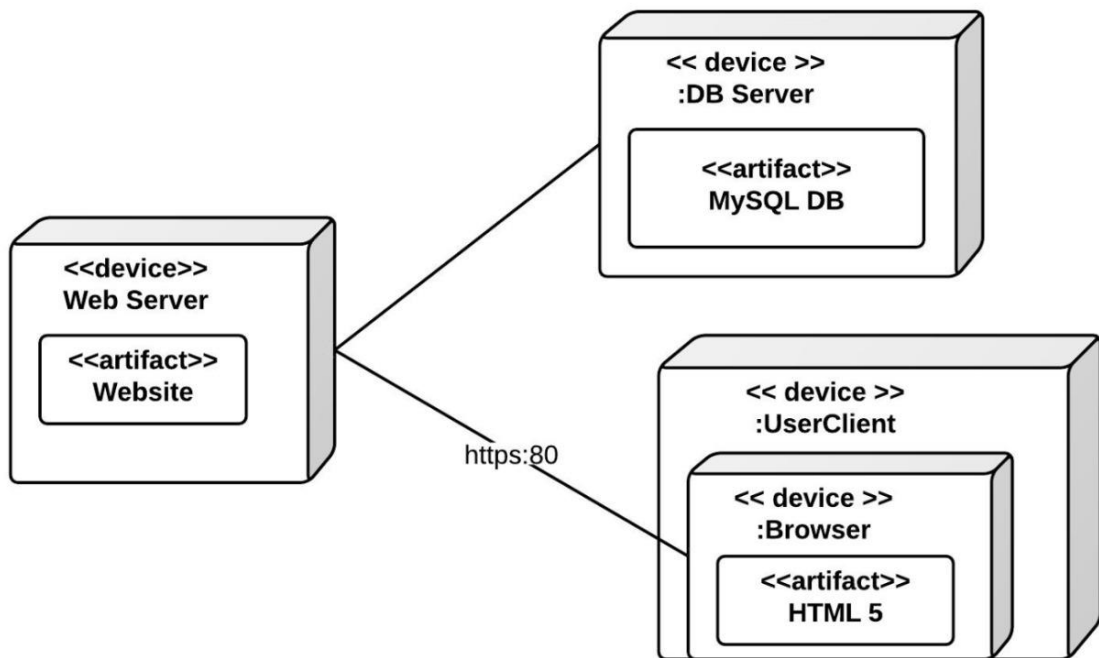 << device >>
:DB Server
<<artifact>>
MySQL DB
<<device>>
Web Server
<<artifact>>
Website
https:80
<< device >>
:UserClient
<< device >>
:Browser
<<artifact>>
HTML 5